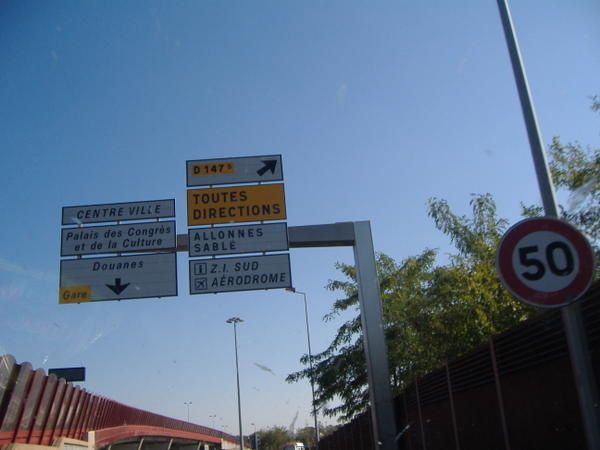 CENTRE VILLE
Palais des Congrès
et de la Culture
Douanes
Gare
D 147 S
TOUTES
DIRECTIONS
ALLONNES
SABLÉ
i Z.I. SUD
AÉRODROME
50